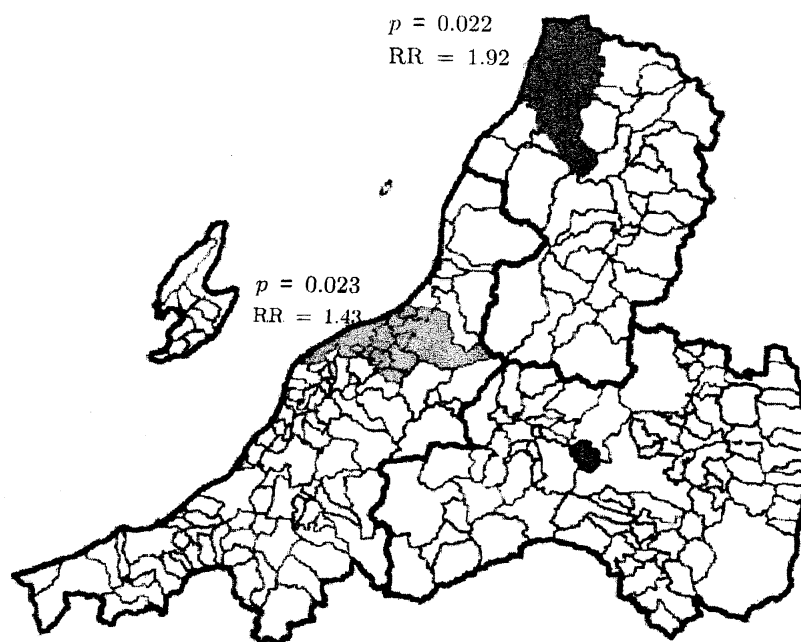 p = 0.022
RR = 1.92
p = 0.023
RR = 1.43